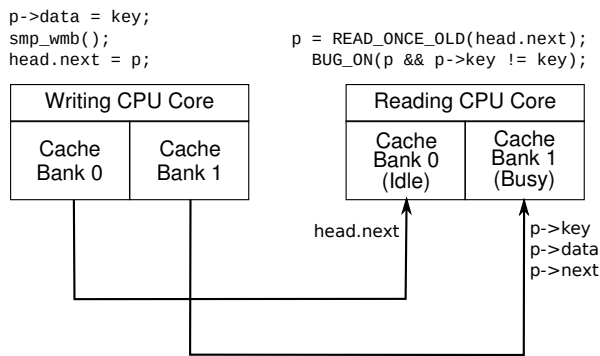 p->data = key;
smp_wmb();
head.next = p;
p = READ_ONCE_OLD(head.next);
BUG_ON(p && p->key != key);
Writing CPU Core
Cache
Bank 0
Cache
Bank 1
Reading CPU Core
Cache
Bank 0
(Idle)
Cache
Bank 1
(Busy)
head.next
p->key
p->data
p->next